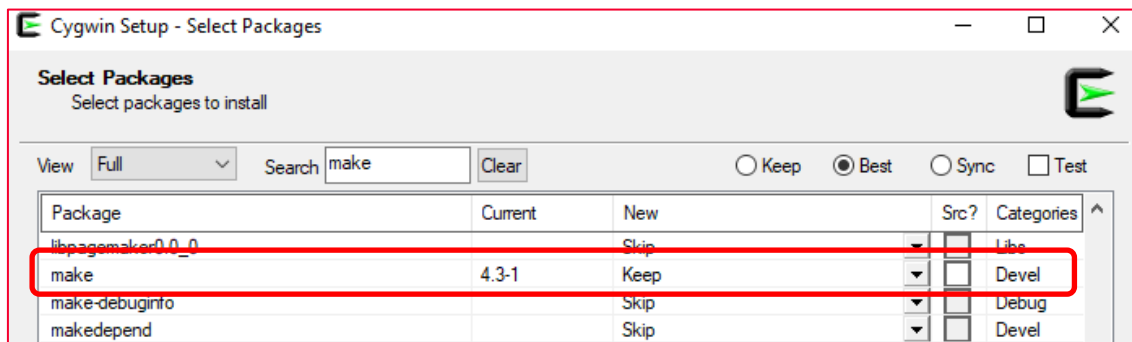 Cygwin Setup - Select Packages
Select Packages
Select packages to install
View Full Search make Clear Keep Best Sync Test
Package Current New Src? Categories
libpagemaker0.0_0 Skip Libs
make 4.3-1 Keep Devel
make-debuginfo Skip Debug
makedepend Skip Devel